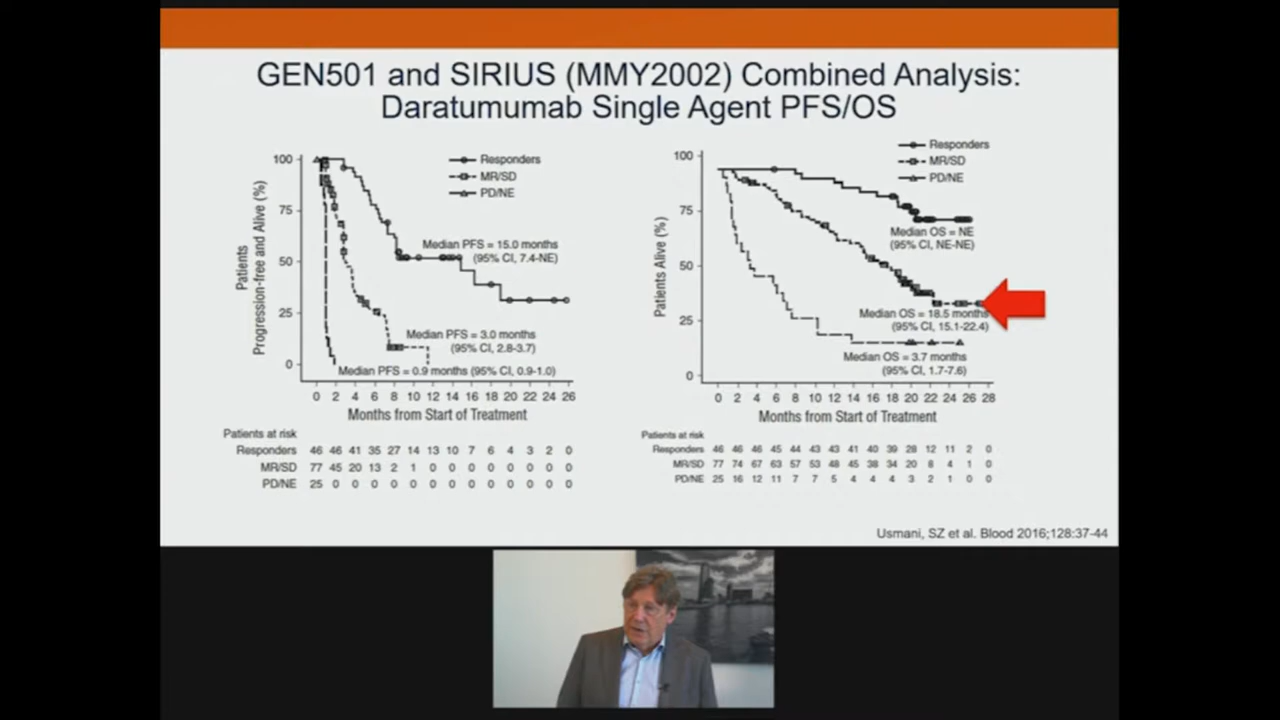 GEN501 and SIRIUS (MMY2002) Combined Analysis:
Daratumumab Single Agent PFS/OS
Patients
Progression-free and Alive (%)
100
75
50
25
0
Responders
MR/SD
PD/NE
Median PFS = 15.0 months
(95% CI, 7.4-NE)
Median PFS = 3.0 months
(95% CI, 2.8-3.7)
Median PFS = 0.9 months (95% CI, 0.9-1.0)
0 2 4 6 8 10 12 14 16 18 20 22 24 26
Months from Start of Treatment
Patients at risk
Responders 46 46 41 35 27 14 13 10 7 6 4 3 2 0
MR/SD 77 45 20 13 2 1 0 0 0 0 0 0 0 0
PD/NE 25 0 0 0 0 0 0 0 0 0 0 0 0 0
Patients Alive (%)
100
75
50
25
0
Responders
MR/SD
PD/NE
Median OS = NE
(95% CI, NE-NE)
Median OS = 18.5 months
(95% CI, 15.1-22.4)
Median OS = 3.7 months
(95% CI, 1.7-7.6)
0 2 4 6 8 10 12 14 16 18 20 22 24 26 28
Months from Start of Treatment
Patients at risk
Responders 46 46 46 45 44 43 43 41 40 39 28 12 11 2 0
MR/SD 77 74 67 63 57 53 48 45 38 34 20 8 4 1 0
PD/NE 25 16 12 11 7 7 5 4 4 4 3 2 1 0 0
Usmani, SZ et al. Blood 2016;128:37-44